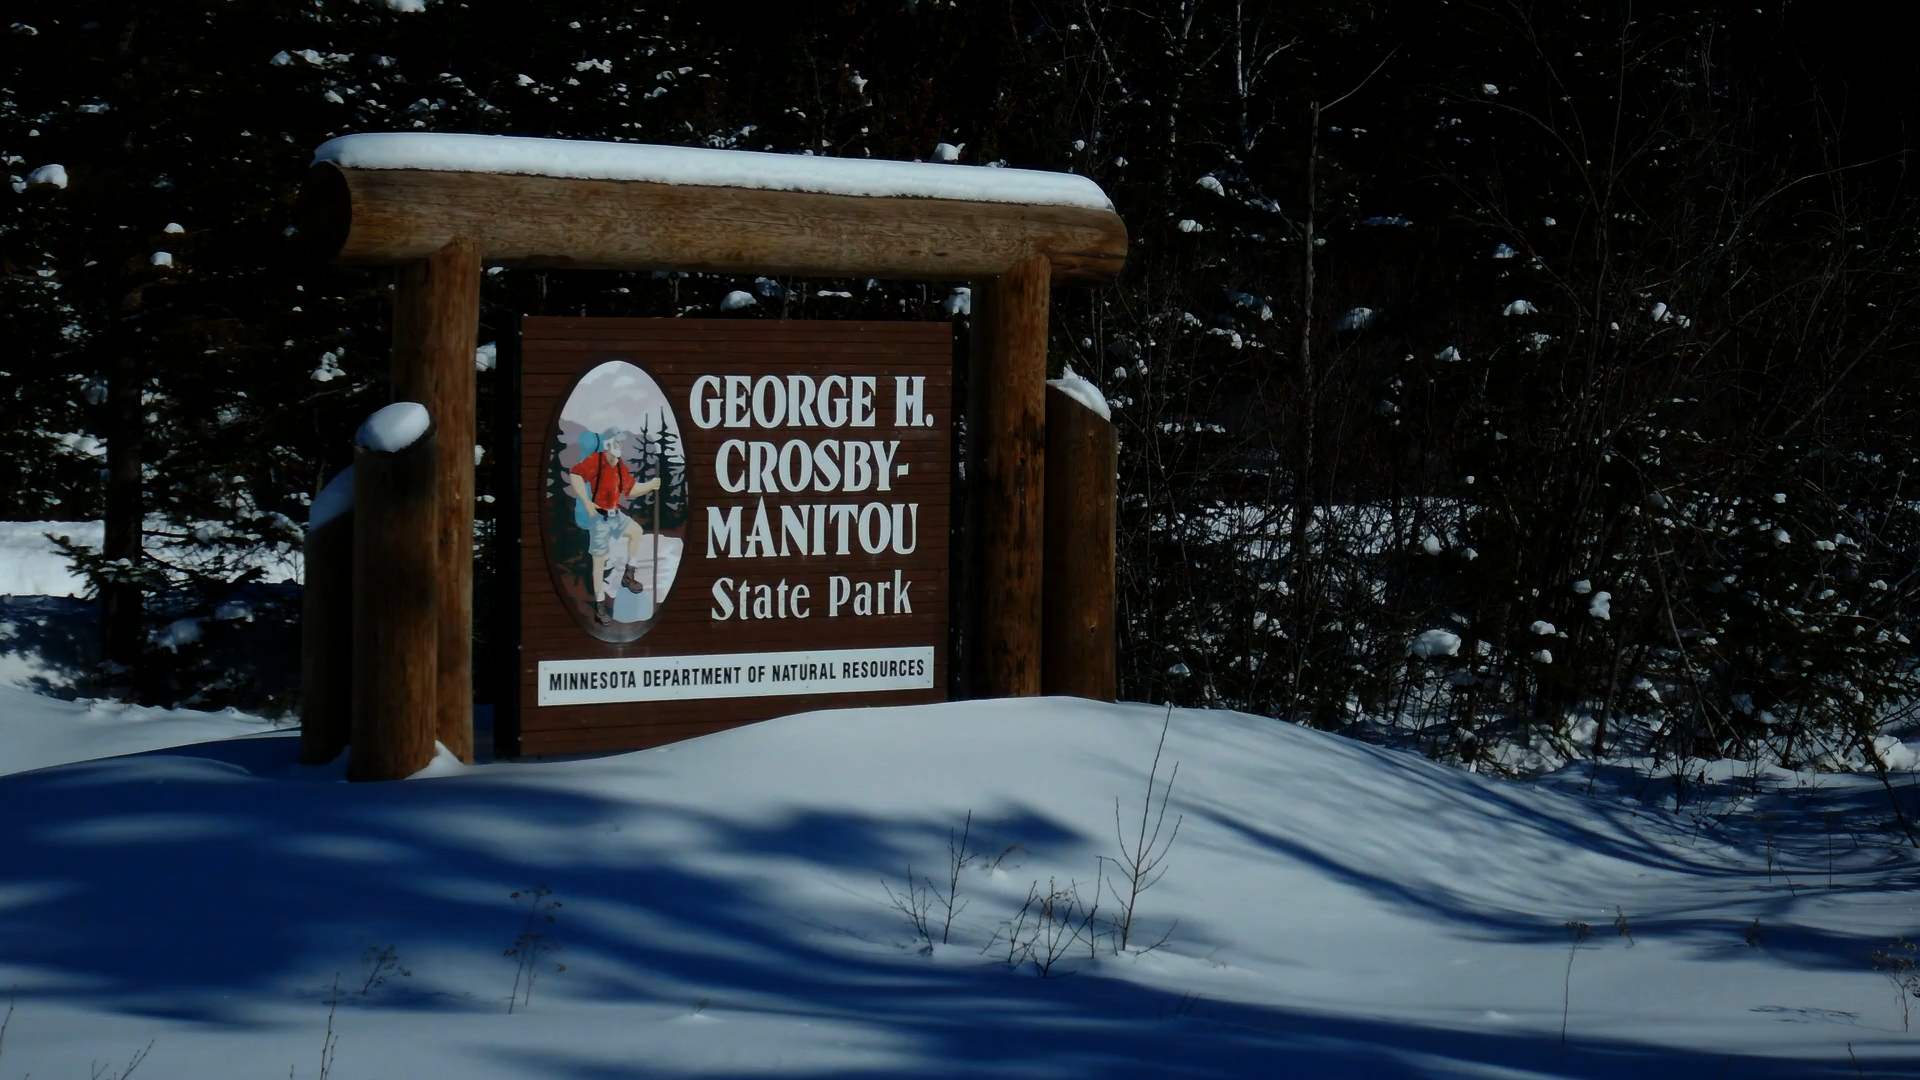 GEORGE H.
CROSBY-
MANITOU
State Park
MINNESOTA DEPARTMENT OF NATURAL RESOURCES